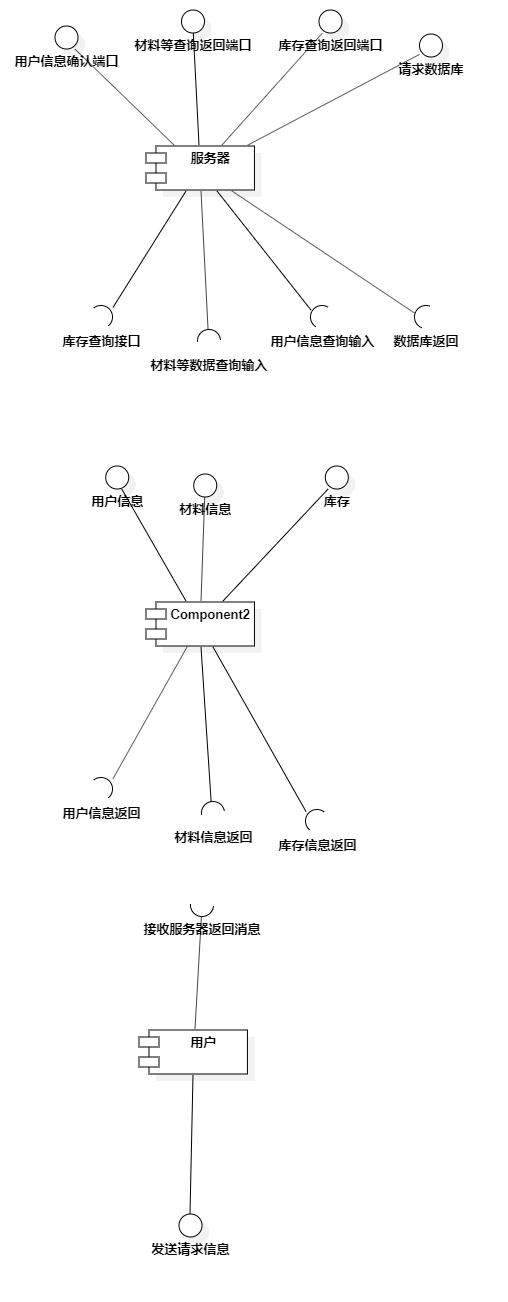 材料等查询返回端口
库存查询返回端口
用户信息确认端口
请求数据库
服务器
库存查询接口
用户信息查询输入
数据库返回
材料等数据查询输入
用户信息
材料信息
库存
Component2
用户信息返回
材料信息返回
库存信息返回
接收服务器返回消息
用户
发送请求信息